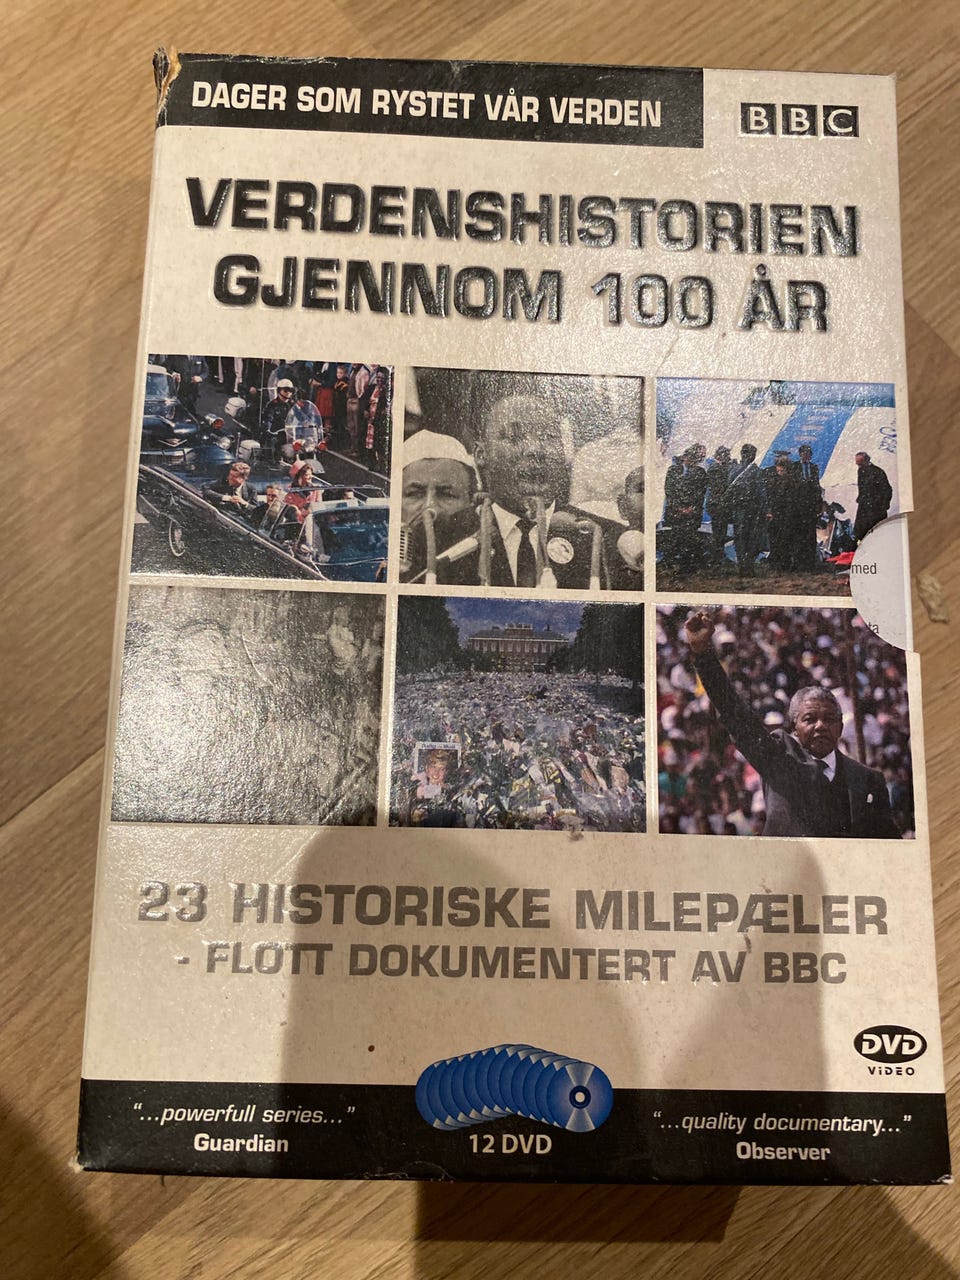 DAGER SOM RYSTET VÅR VERDEN
BBC
VERDENSHISTORIEN
GJENNOM 100 ÅR
med
ta
23 HISTORISKE MILEPÆLER
- FLOTT DOKUMENTERT AV BBC
DVD
VIDEO
“...powerfull series...”
Guardian
12 DVD
“...quality documentary...”
Observer